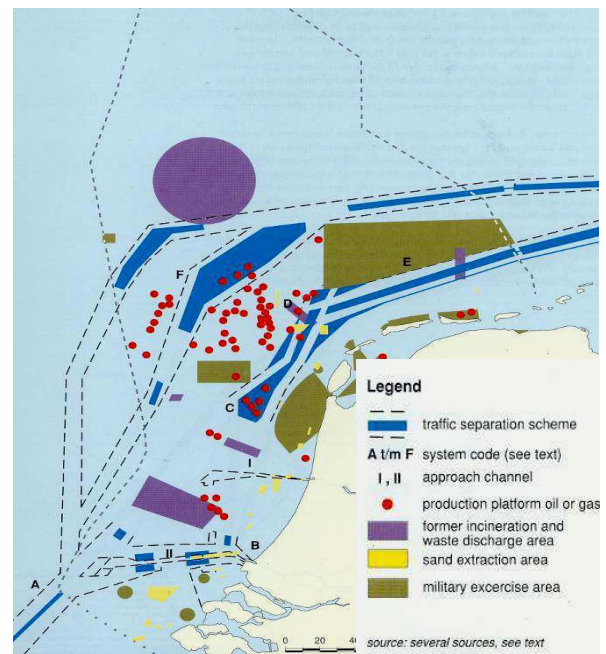 F
E
D
C
I
B
II
A
Legend
traffic separation scheme
A t/m F system code (see text)
I , II approach channel
production platform oil or gas
former incineration and
waste discharge area
sand extraction area
military excercise area
0 20
source: several sources, see text